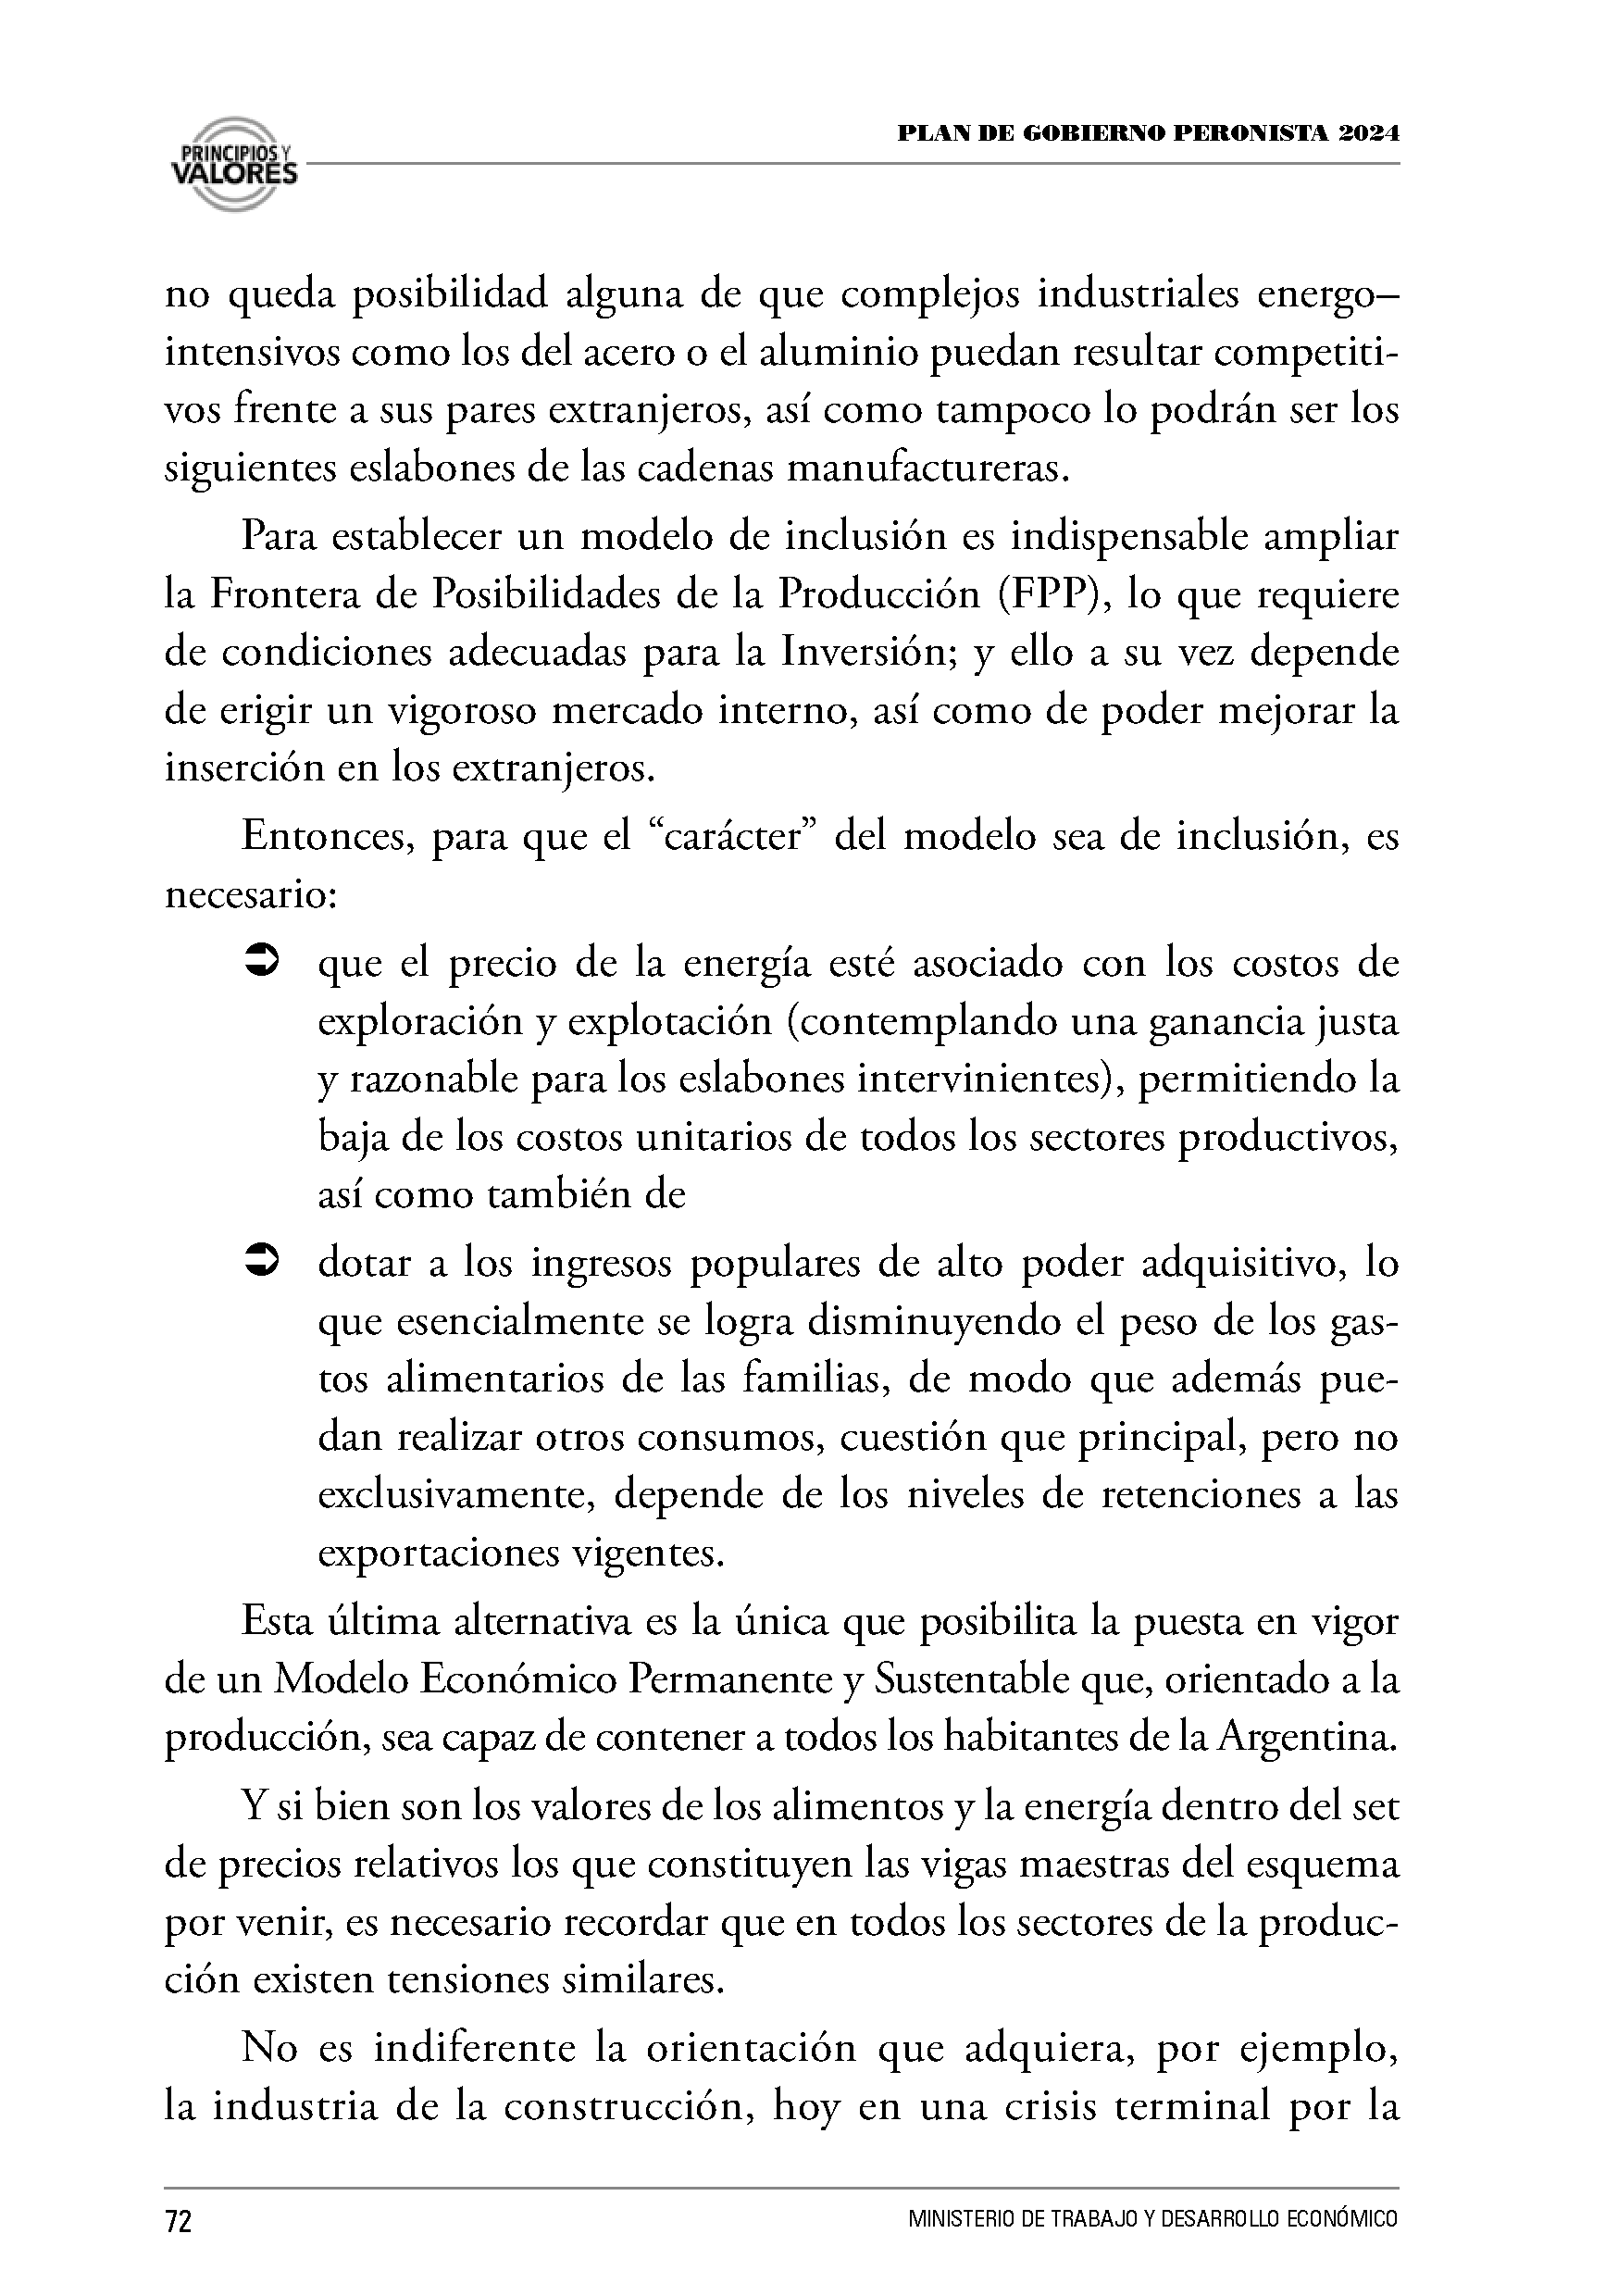 PLAN DE GOBIERNO PERONISTA 2024
PRINCIPIOS Y
VALORES
no queda posibilidad alguna de que complejos industriales energo–
intensivos como los del acero o el aluminio puedan resultar competiti-
vos frente a sus pares extranjeros, así como tampoco lo podrán ser los
siguientes eslabones de las cadenas manufactureras.
Para establecer un modelo de inclusión es indispensable ampliar
la Frontera de Posibilidades de la Producción (FPP), lo que requiere
de condiciones adecuadas para la Inversión; y ello a su vez depende
de erigir un vigoroso mercado interno, así como de poder mejorar la
inserción en los extranjeros.
Entonces, para que el “carácter” del modelo sea de inclusión, es
necesario:
➲ que el precio de la energía esté asociado con los costos de
exploración y explotación (contemplando una ganancia justa
y razonable para los eslabones intervinientes), permitiendo la
baja de los costos unitarios de todos los sectores productivos,
así como también de
➲ dotar a los ingresos populares de alto poder adquisitivo, lo
que esencialmente se logra disminuyendo el peso de los gas-
tos alimentarios de las familias, de modo que además pue-
dan realizar otros consumos, cuestión que principal, pero no
exclusivamente, depende de los niveles de retenciones a las
exportaciones vigentes.
Esta última alternativa es la única que posibilita la puesta en vigor
de un Modelo Económico Permanente y Sustentable que, orientado a la
producción, sea capaz de contener a todos los habitantes de la Argentina.
Y si bien son los valores de los alimentos y la energía dentro del set
de precios relativos los que constituyen las vigas maestras del esquema
por venir, es necesario recordar que en todos los sectores de la produc-
ción existen tensiones similares.
No es indiferente la orientación que adquiera, por ejemplo,
la industria de la construcción, hoy en una crisis terminal por la
72
MINISTERIO DE TRABAJO Y DESARROLLO ECONÓMICO